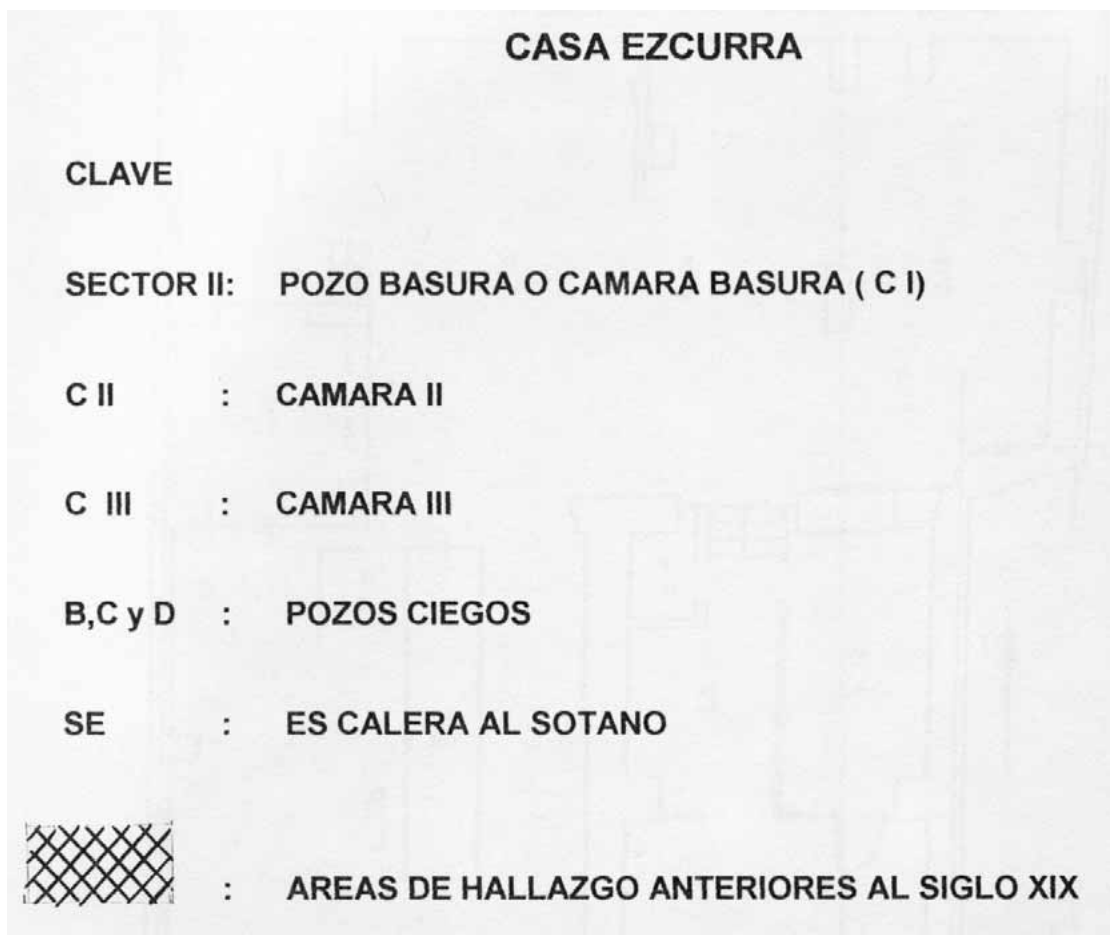 CASA EZCURRA
CLAVE
SECTOR II: POZO BASURA O CAMARA BASURA ( C I)
C II : CAMARA II
C III : CAMARA III
B,C y D : POZOS CIEGOS
SE : ES CALERA AL SOTANO
: AREAS DE HALLAZGO ANTERIORES AL SIGLO XIX